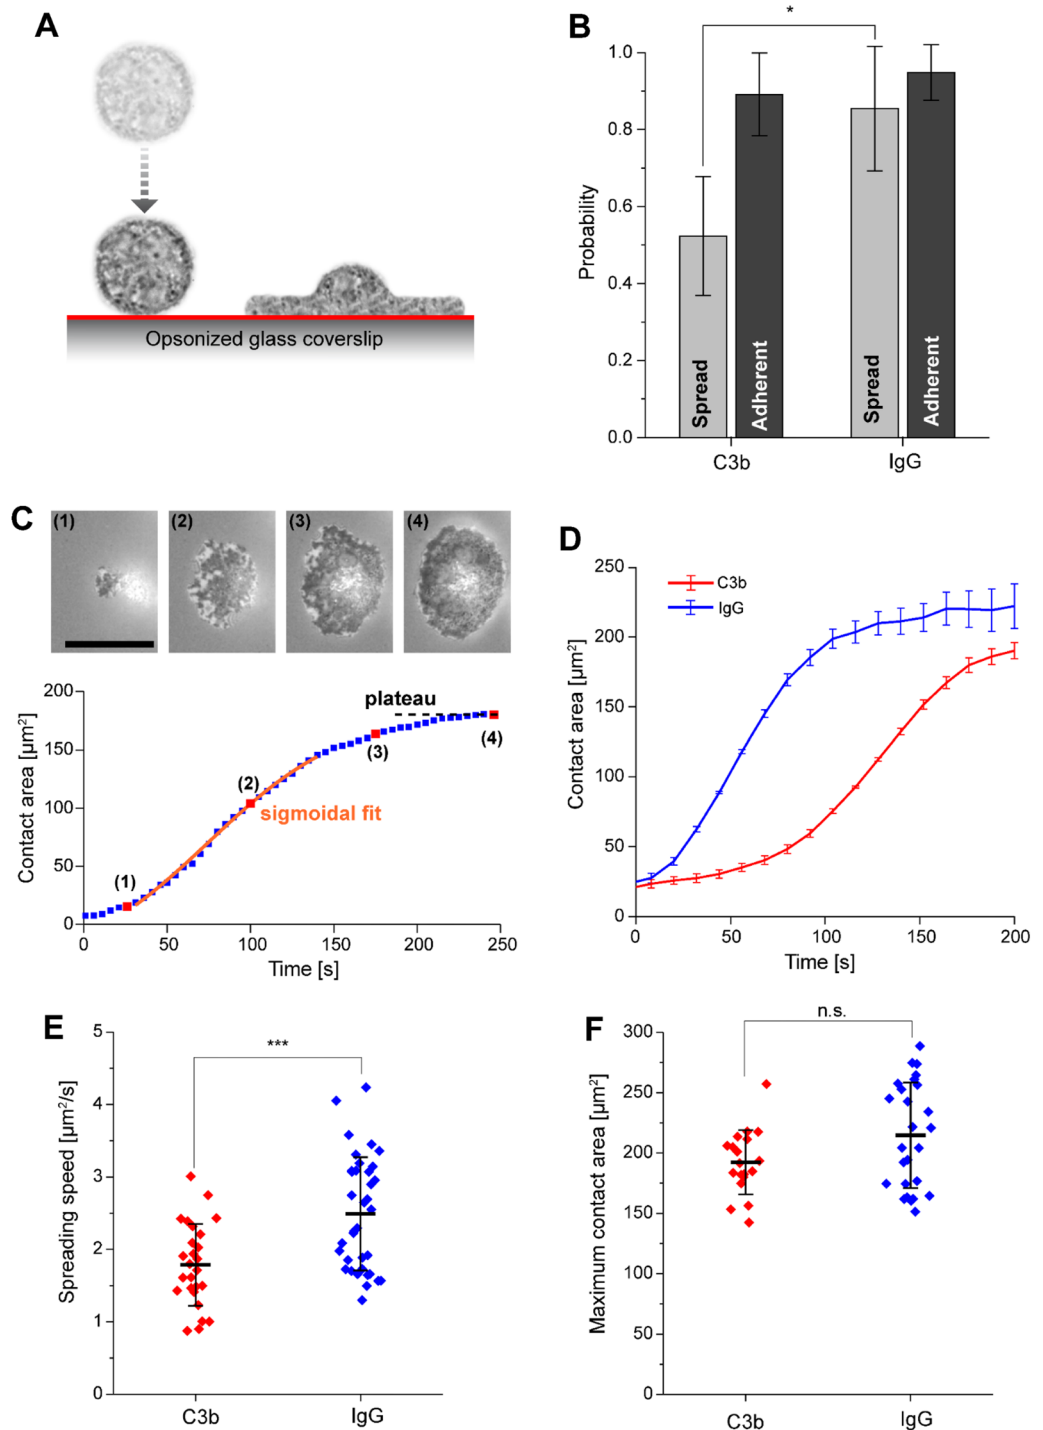 A
Opsonized glass coverslip
B
*
Probability
1.0
0.8
0.6
0.4
0.2
0.0
Spread
Adherent
Spread
Adherent
C3b
IgG
C
(1)
(2)
(3)
(4)
Contact area [µm²]
200
150
100
50
0
plateau
(4)
(3)
(2)
sigmoidal fit
(1)
0 50 100 150 200 250
Time [s]
D
C3b
IgG
Contact area [µm²]
250
200
150
100
50
0
0 50 100 150 200
Time [s]
E
***
Spreading speed [µm²/s]
5
4
3
2
1
0
C3b
IgG
F
n.s.
Maximum contact area [µm²]
300
250
200
150
100
50
0
C3b
IgG